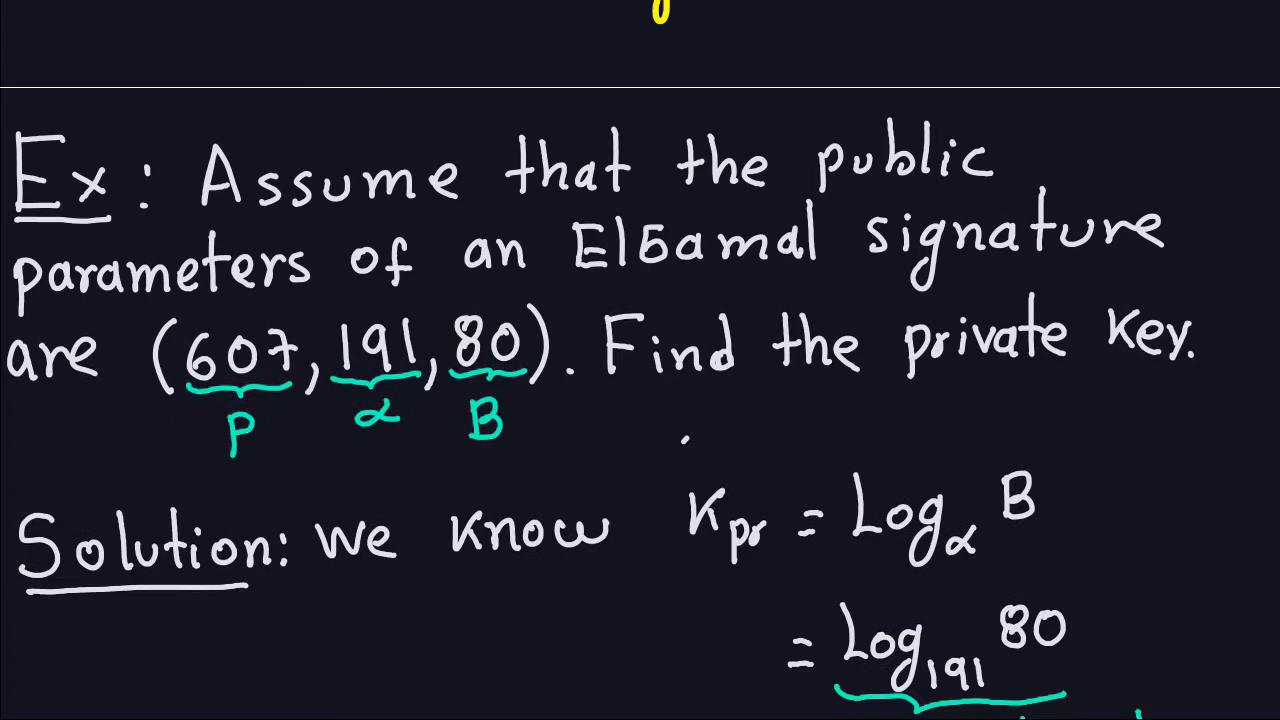 Ex: Assume that the public
parameters of an ElGamal signature
are (607, 191, 80). Find the private key.
P α B
Solution: we know Kpr = Logα B
= Log191 80